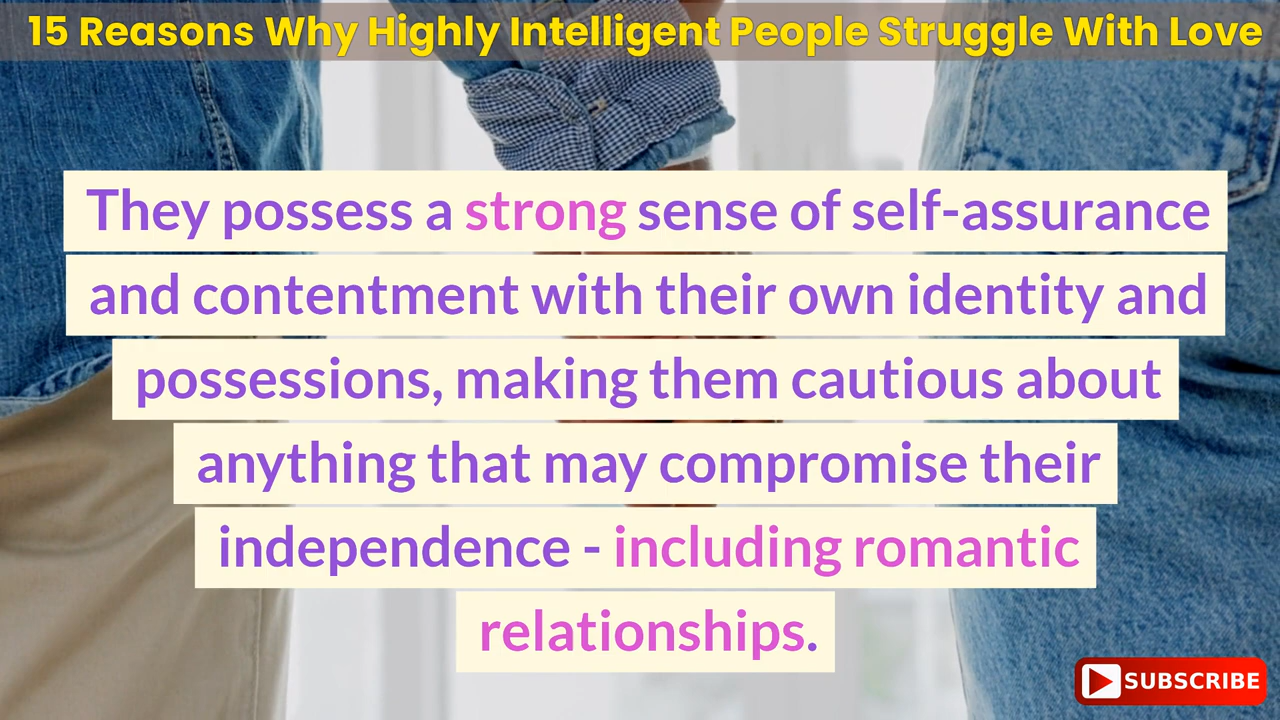 15 Reasons Why Highly Intelligent People Struggle With Love
They possess a strong sense of self-assurance
and contentment with their own identity and
possessions, making them cautious about
anything that may compromise their
independence - including romantic
relationships.
SUBSCRIBE